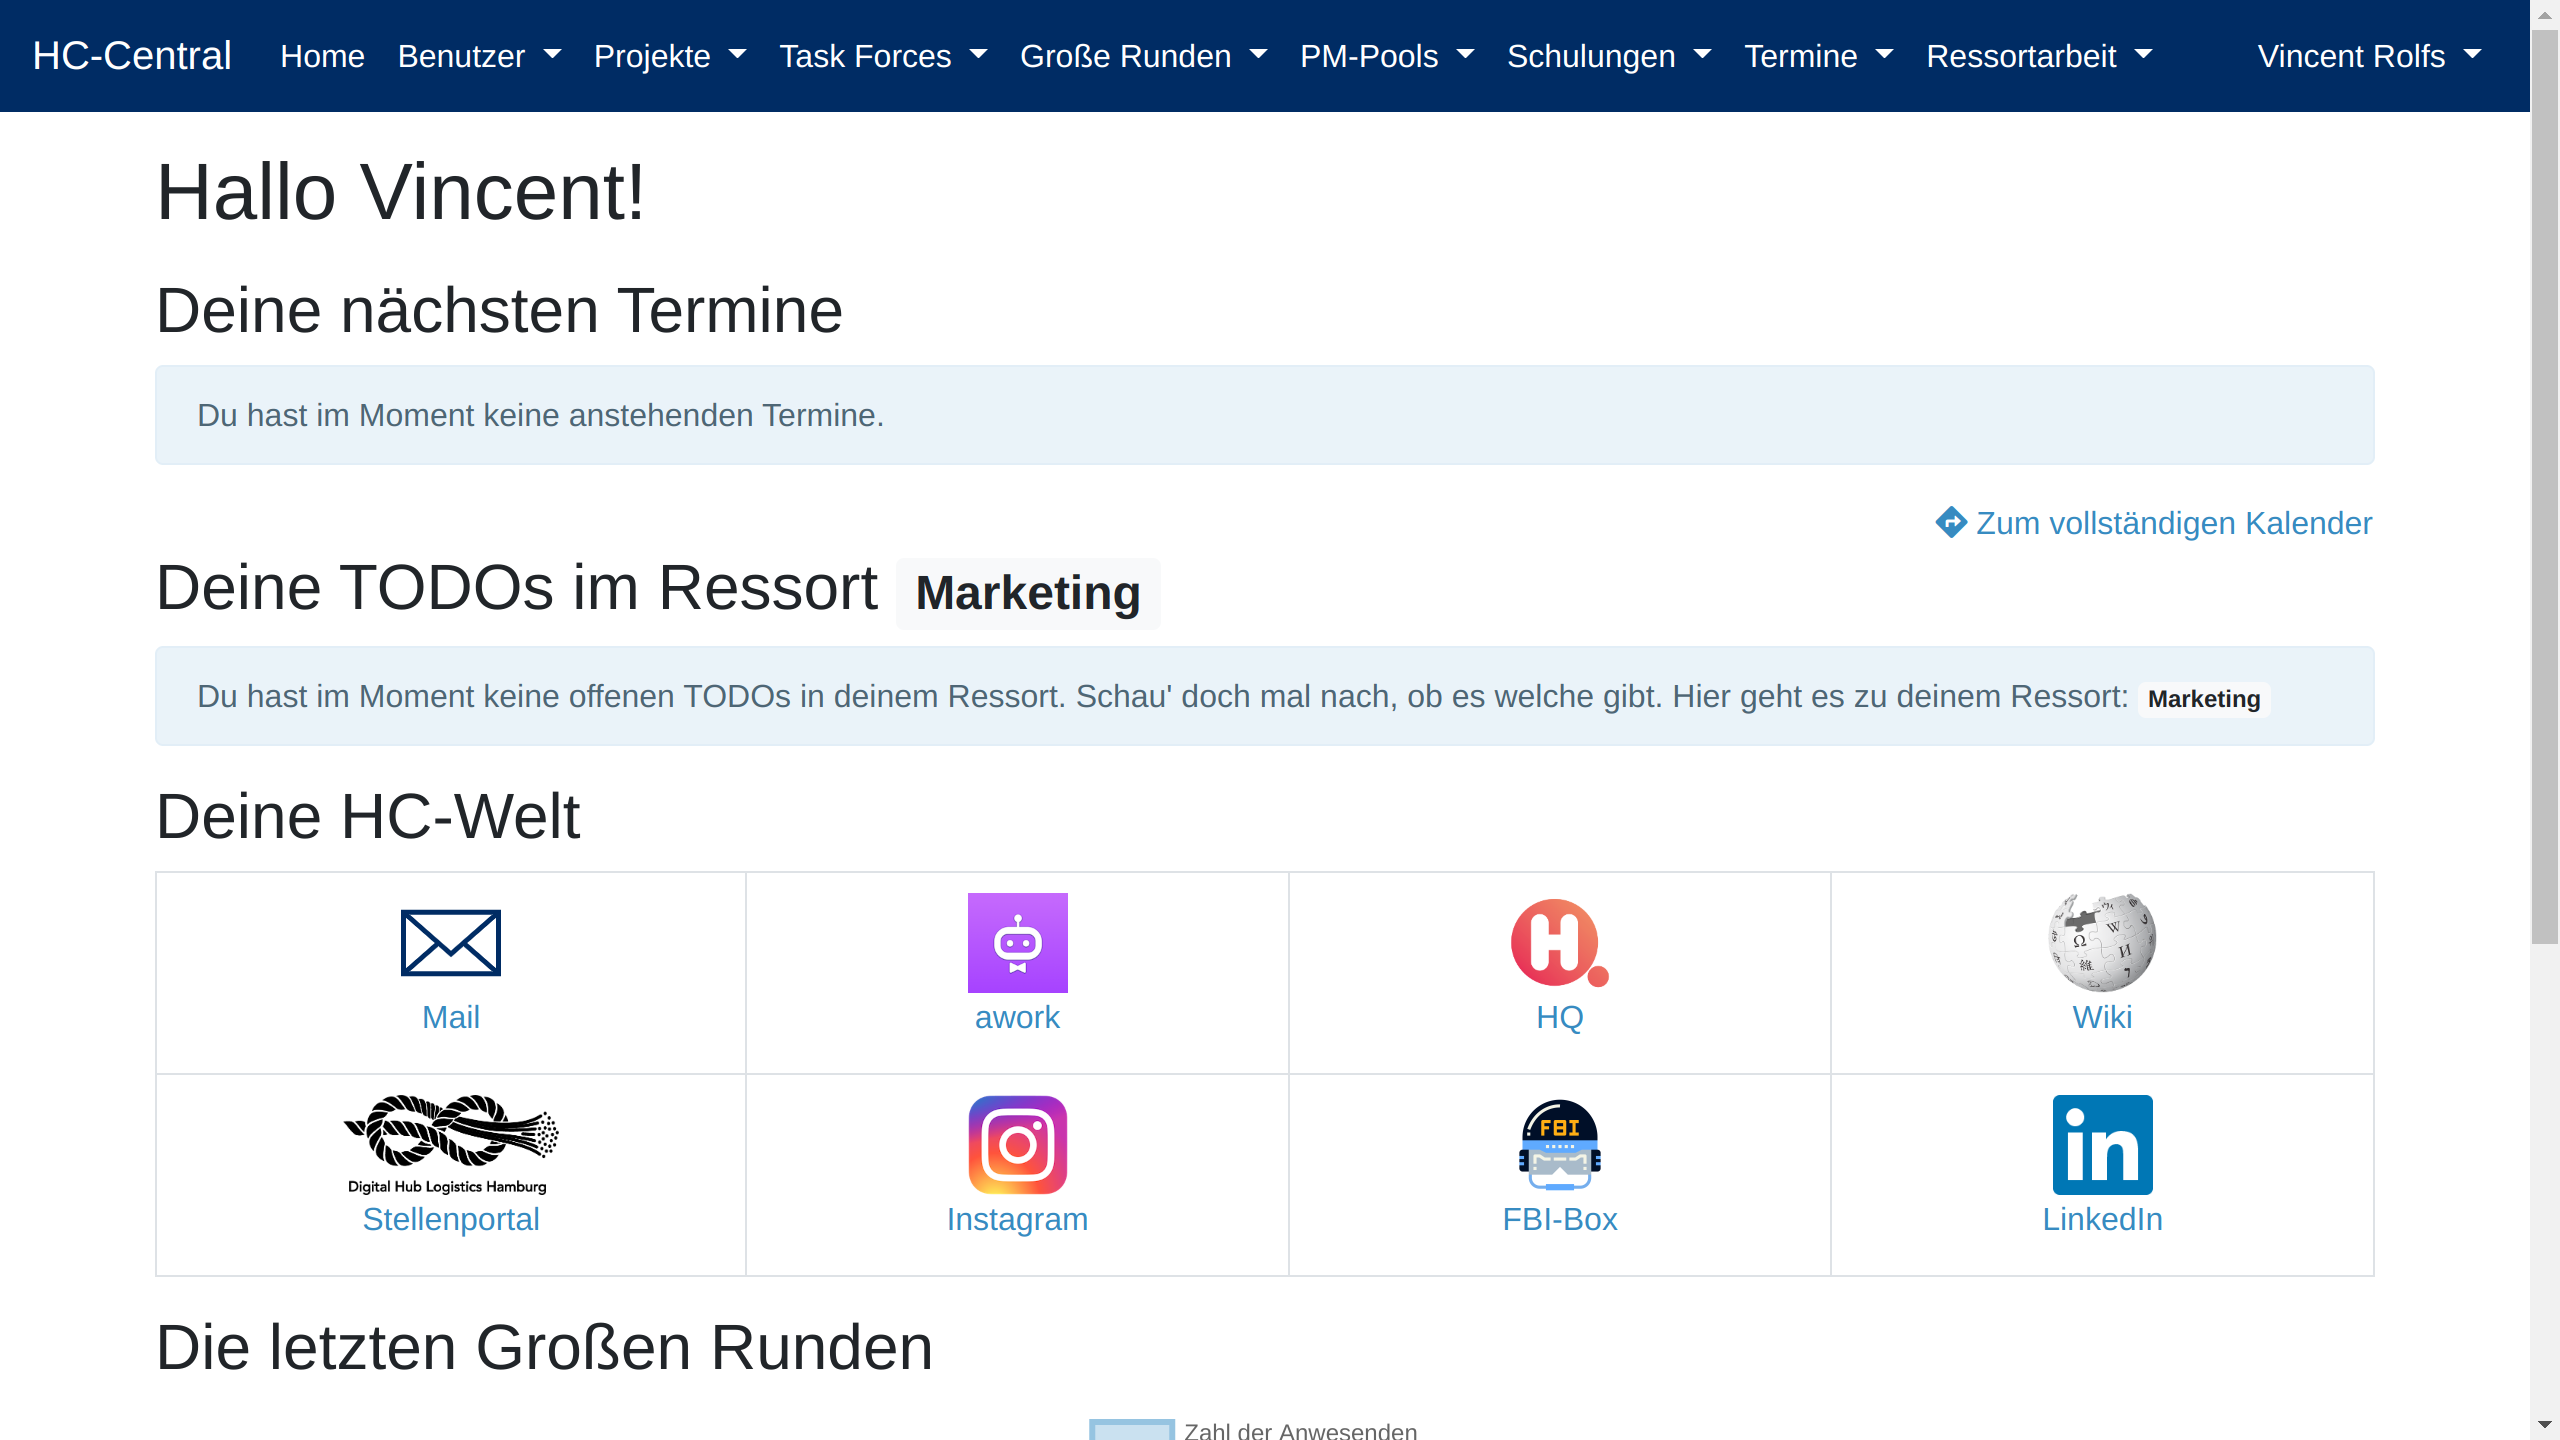 HC-Central Home Benutzer Projekte Task Forces Große Runden PM-Pools Schulungen Termine Ressortarbeit Vincent Rolfs
Hallo Vincent!
Deine nächsten Termine
Du hast im Moment keine anstehenden Termine.
Zum vollständigen Kalender
Deine TODOs im Ressort Marketing
Du hast im Moment keine offenen TODOs in deinem Ressort. Schau' doch mal nach, ob es welche gibt. Hier geht es zu deinem Ressort: Marketing
Deine HC-Welt
Mail
awork
HQ
Wiki
Digital Hub Logistics Hamburg
Stellenportal
Instagram
FBI
FBI-Box
in
LinkedIn
Die letzten Großen Runden
Zahl der Anwesenden